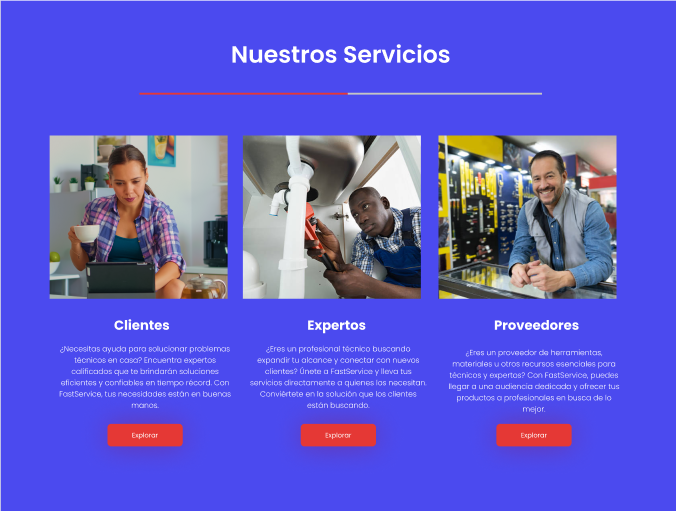 Nuestros Servicios
Clientes
¿Necesitas ayuda para solucionar problemas
técnicos en casa? Encuentra expertos
calificados que te brindarán soluciones
eficientes y confiables en tiempo récord. Con
FastService, tus necesidades están en buenas
manos.
Explorar
Expertos
¿Eres un profesional técnico buscando
expandir tu alcance y conectar con nuevos
clientes? Únete a FastService y lleva tus
servicios directamente a quienes los necesitan.
Conviértete en la solución que los clientes
están buscando.
Explorar
Proveedores
¿Eres un proveedor de herramientas,
materiales u otros recursos esenciales para
técnicos y expertos? Con FastService, puedes
llegar a una audiencia dedicada y ofrecer tus
productos a profesionales en busca de lo
mejor.
Explorar